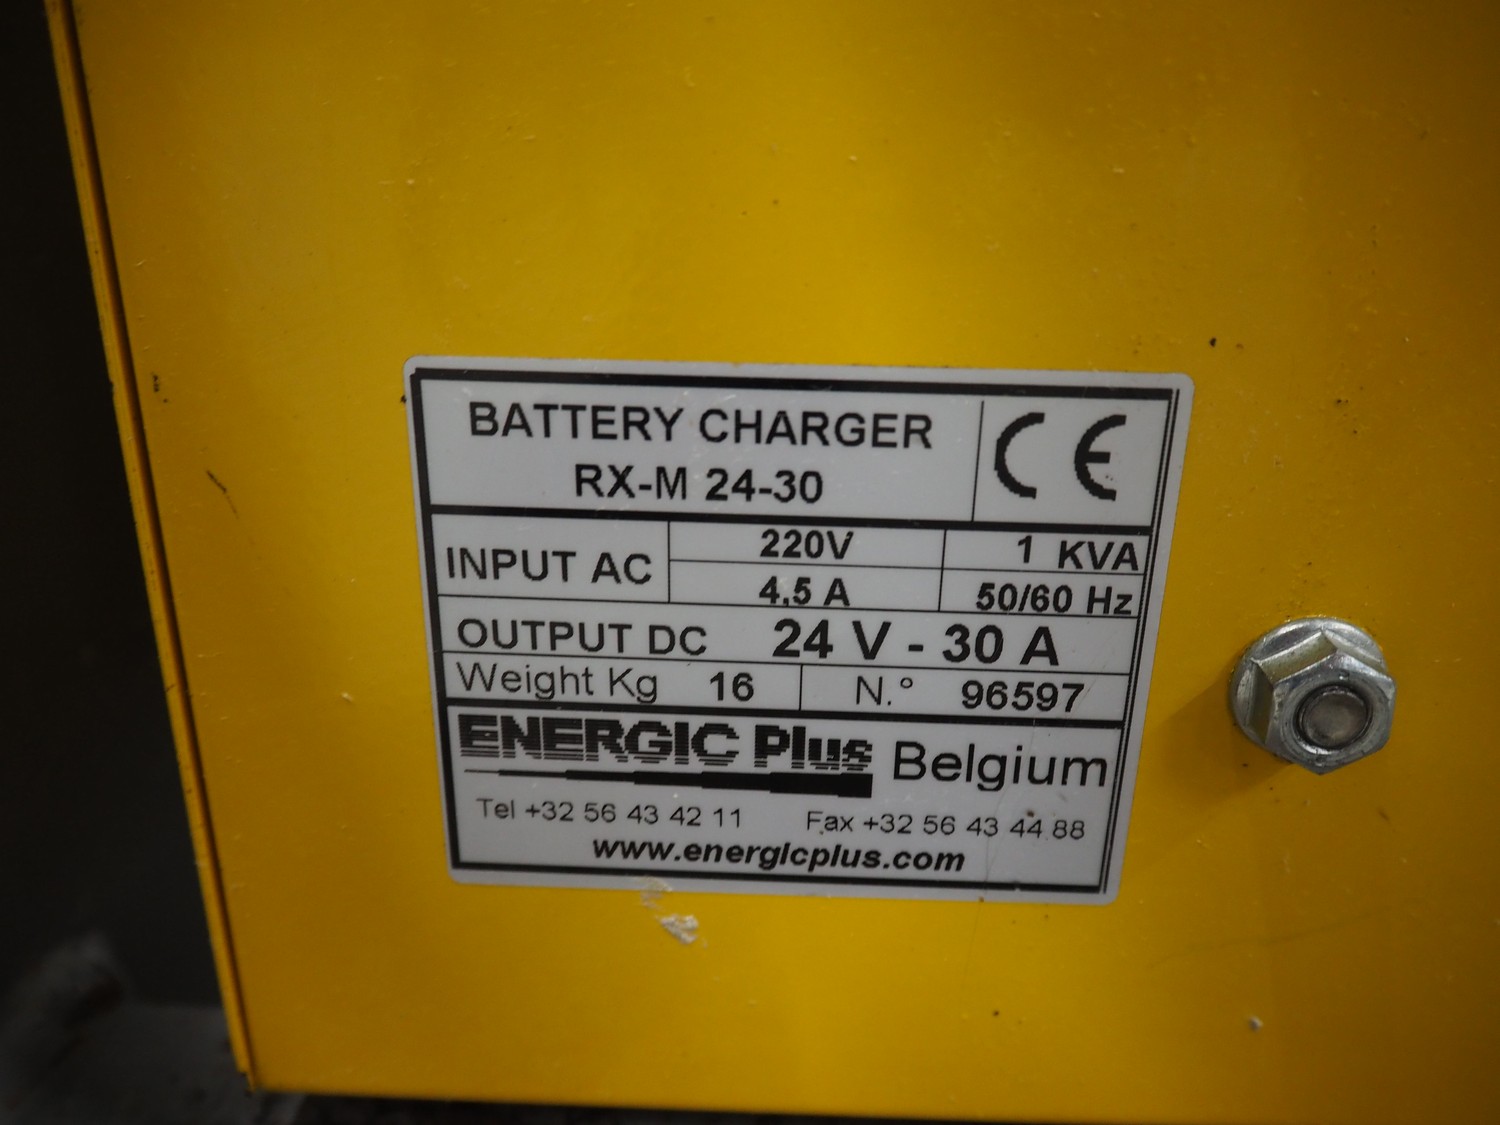 BATTERY CHARGER
RX-M 24-30
CE
INPUT AC 220V 1 KVA
4,5 A 50/60 Hz
OUTPUT DC 24 V - 30 A
Weight Kg 16 N.° 96597
ENERGIC Plus Belgium
Tel +32 56 43 42 11 Fax +32 56 43 44 88
www.energicplus.com